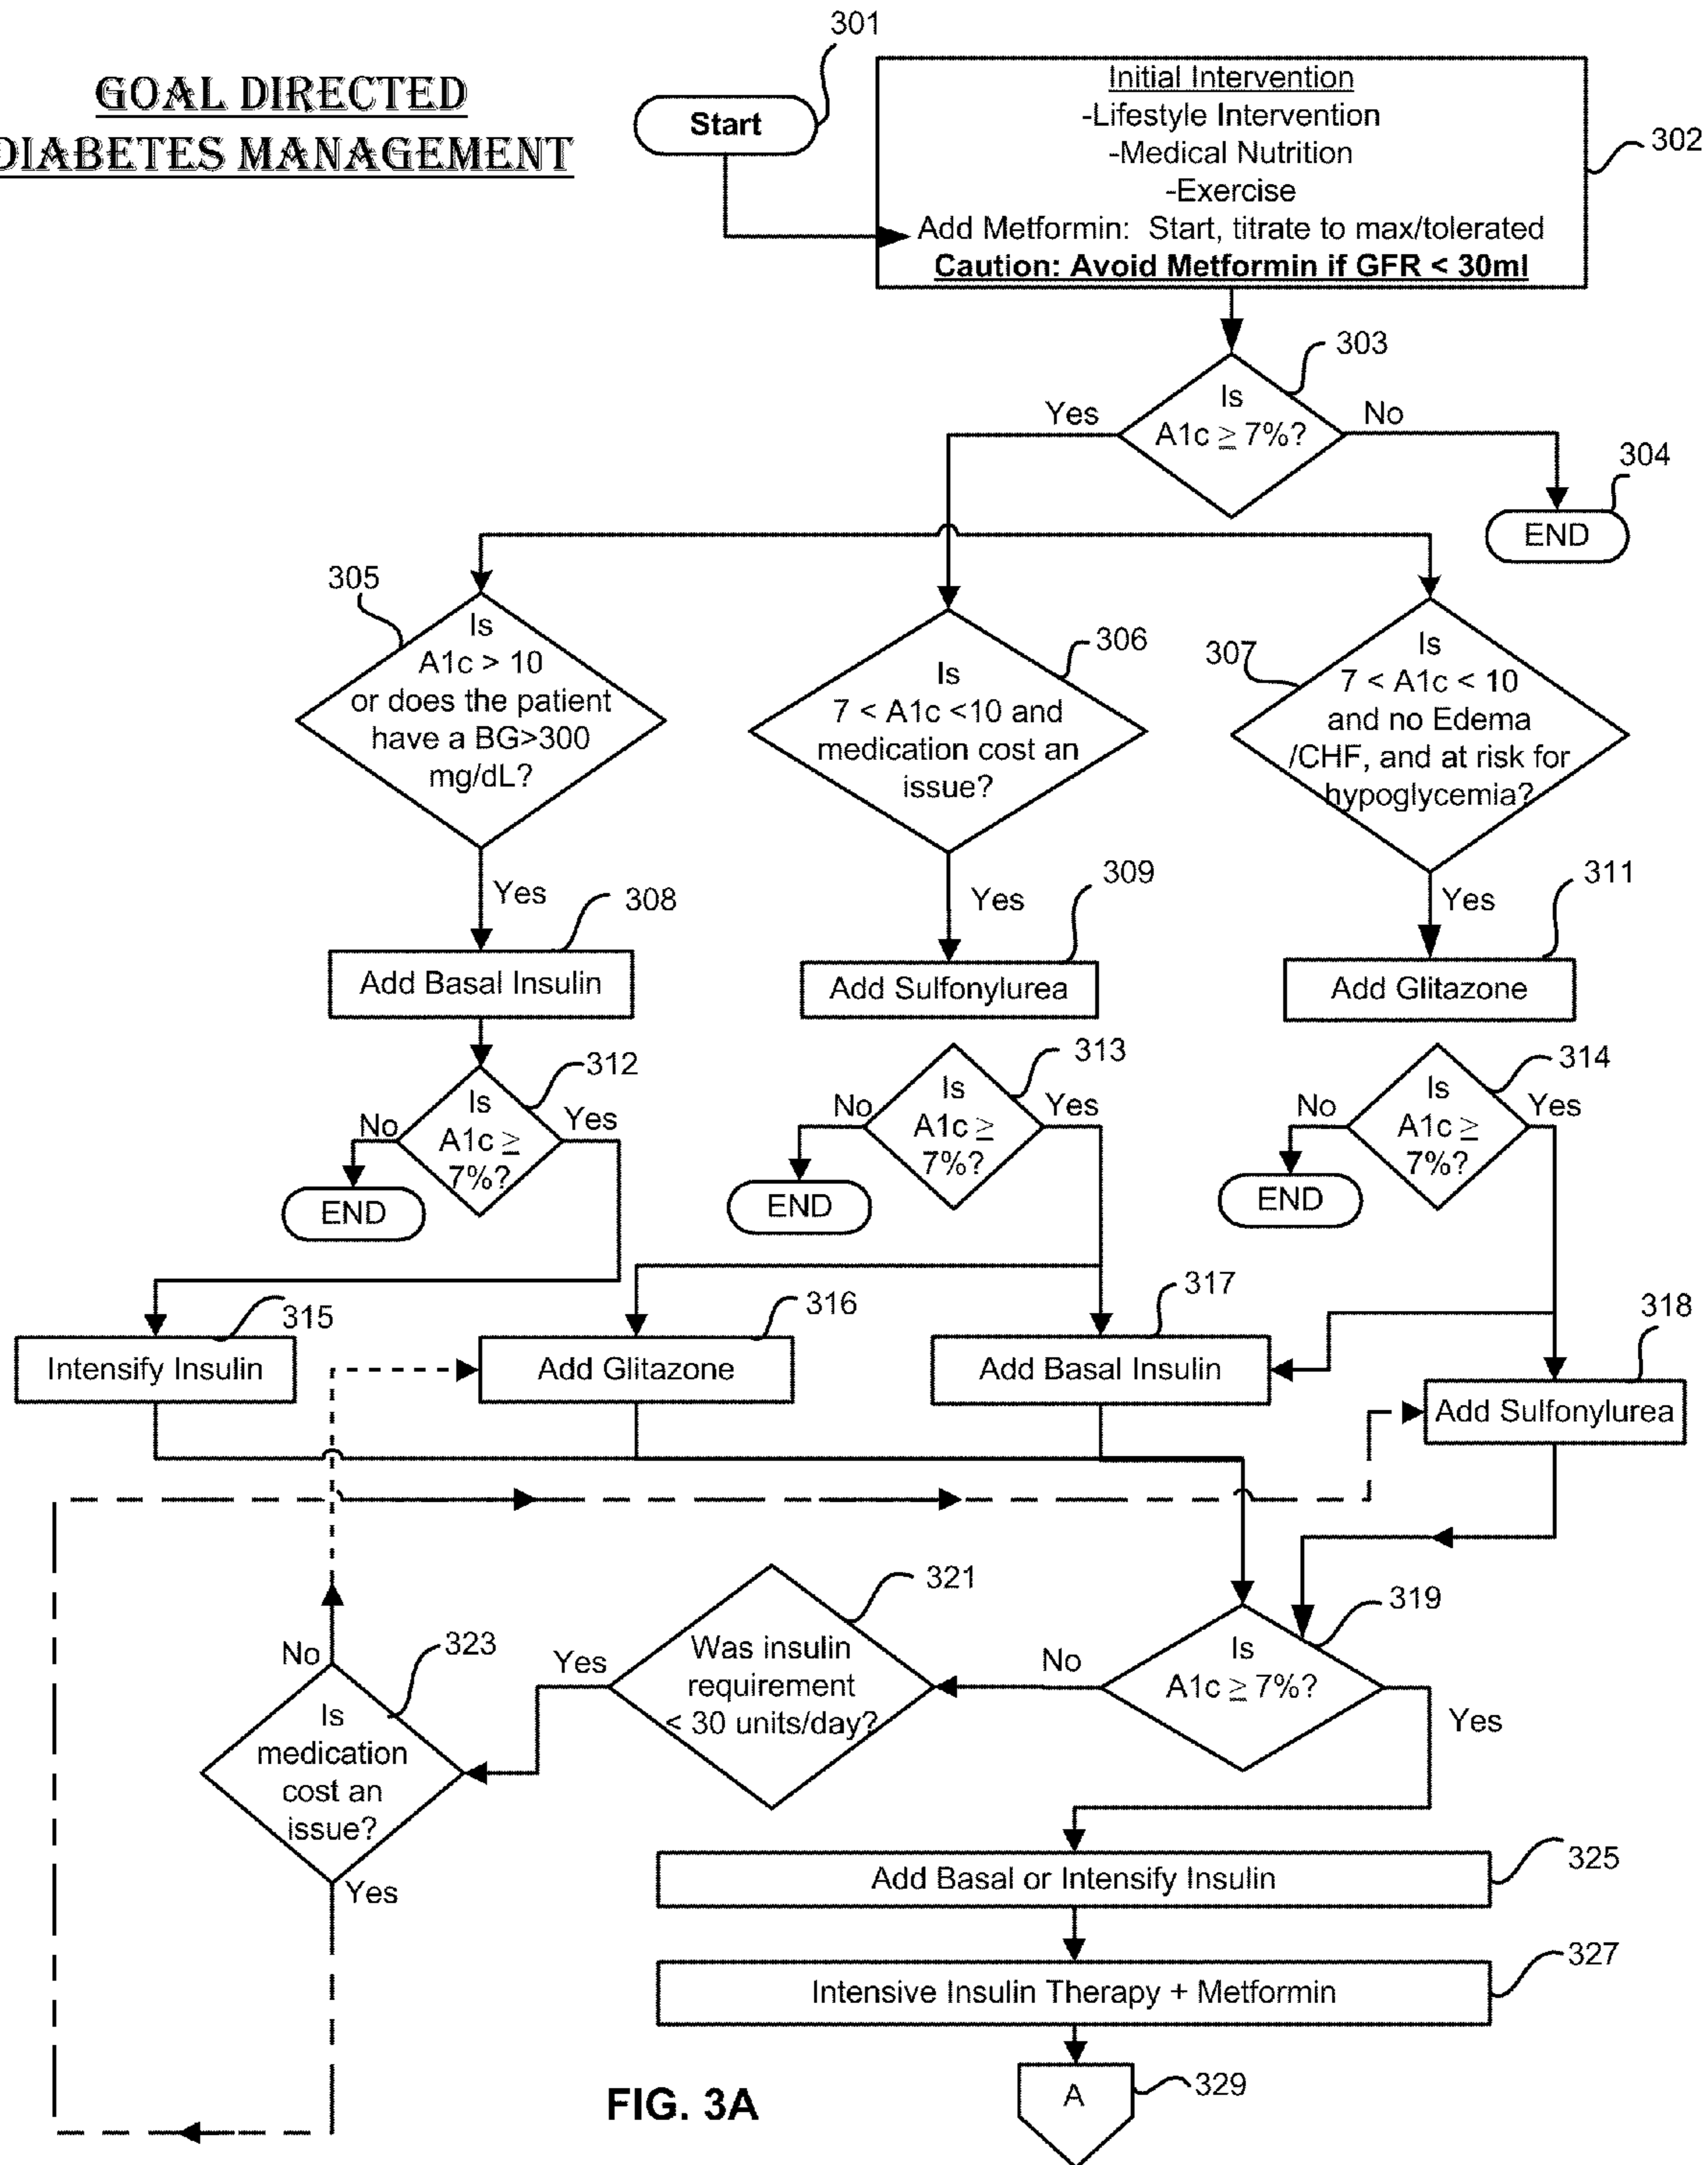 GOAL DIRECTED
DIABETES MANAGEMENT
301
Start
Initial Intervention
-Lifestyle Intervention
-Medical Nutrition
-Exercise
Add Metformin: Start, titrate to max/tolerated
Caution: Avoid Metformin if GFR < 30ml
302
303
Is
A1c ≥ 7%?
Yes
No
304
END
305
Is
A1c > 10
or does the patient
have a BG>300
mg/dL?
306
Is
7 < A1c <10 and
medication cost an
issue?
307
Is
7 < A1c < 10
and no Edema
/CHF, and at risk for
hypoglycemia?
Yes
308
Yes
309
Yes
311
Add Basal Insulin
Add Sulfonylurea
Add Glitazone
312
No
Is
A1c ≥
7%?
Yes
END
313
No
Is
A1c ≥
7%?
Yes
END
314
No
Is
A1c ≥
7%?
Yes
END
315
316
317
318
Intensify Insulin
Add Glitazone
Add Basal Insulin
Add Sulfonylurea
319
Is
A1c ≥ 7%?
No
Yes
321
Was insulin
requirement
< 30 units/day?
Yes
323
No
Is
medication
cost an
issue?
Yes
Add Basal or Intensify Insulin
325
Intensive Insulin Therapy + Metformin
327
A
329
FIG. 3A